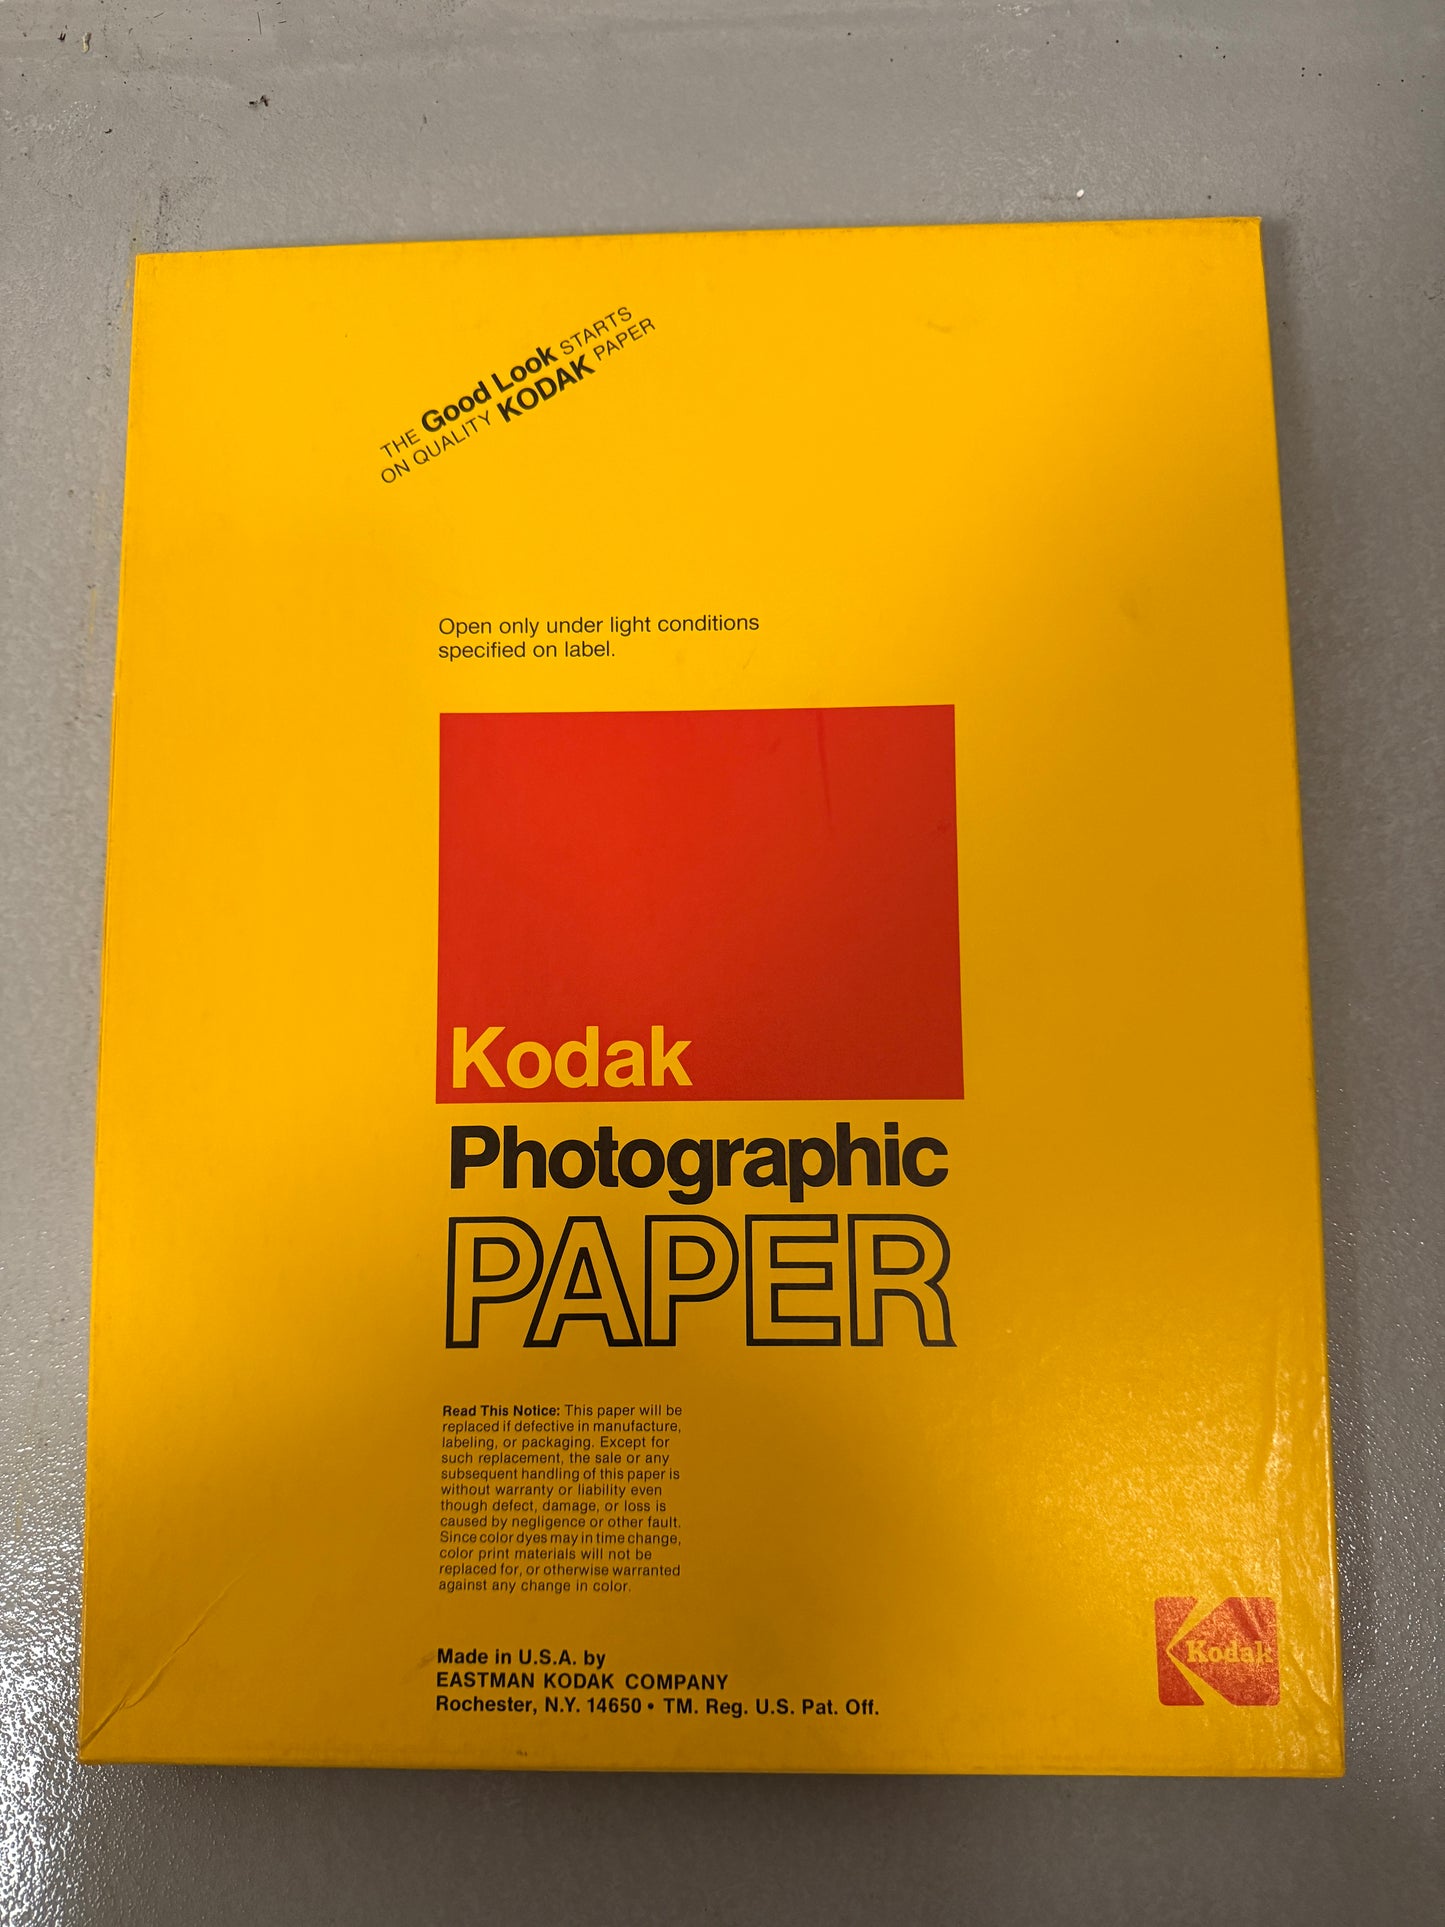 THE Good Look STARTS
ON QUALITY KODAK PAPER
Open only under light conditions
specified on label.
Kodak
Photographic
PAPER
Read This Notice: This paper will be
replaced if defective in manufacture,
labeling, or packaging. Except for
such replacement, the sale or any
subsequent handling of this paper is
without warranty or liability even
though defect, damage, or loss is
caused by negligence or other fault.
Since color dyes may in time change,
color print materials will not be
replaced for, or otherwise warranted
against any change in color.
Made in U.S.A. by
EASTMAN KODAK COMPANY
Rochester, N.Y. 14650 • TM. Reg. U.S. Pat. Off.
Kodak